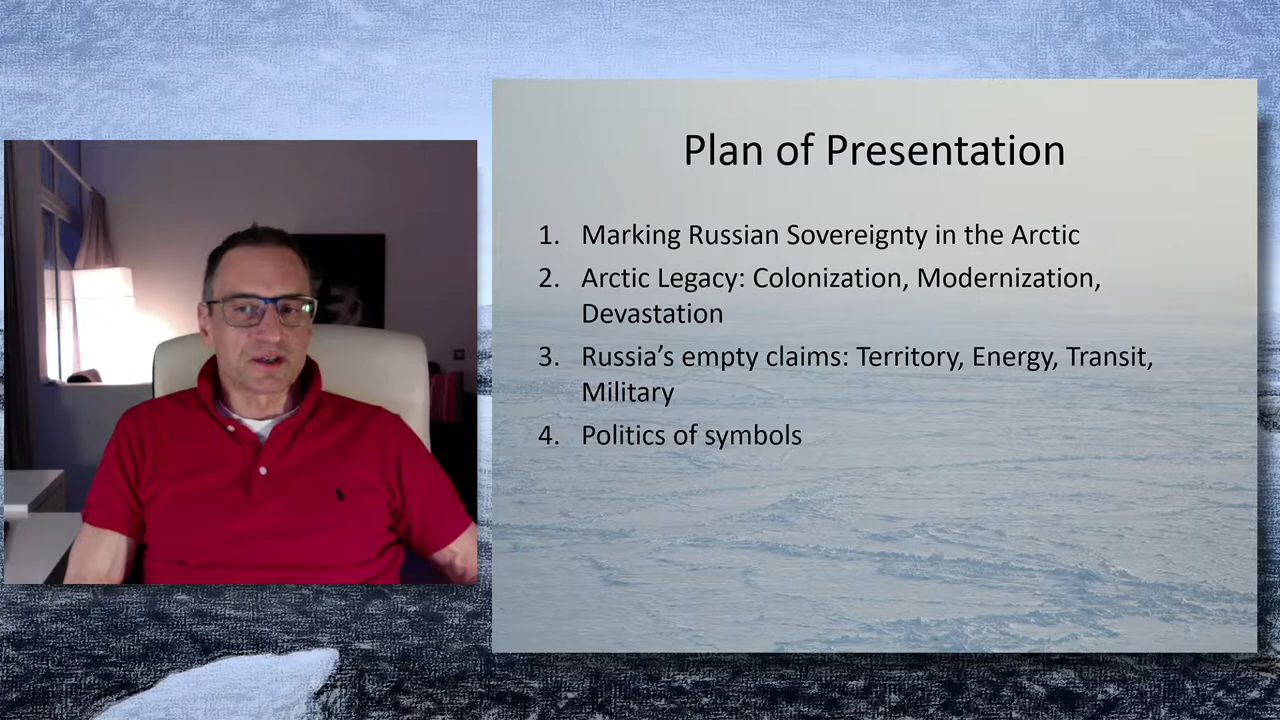 Plan of Presentation
1. Marking Russian Sovereignty in the Arctic
2. Arctic Legacy: Colonization, Modernization,
Devastation
3. Russia’s empty claims: Territory, Energy, Transit,
Military
4. Politics of symbols